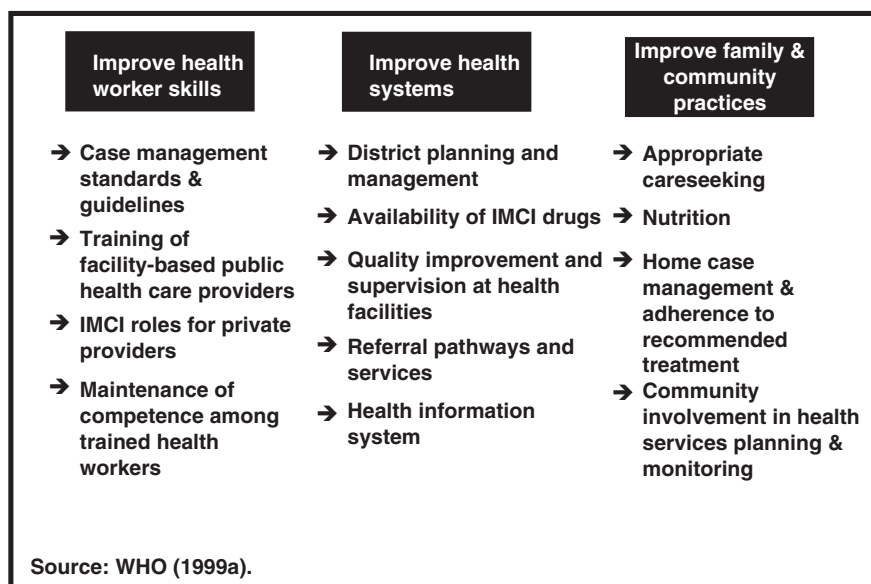 Improve health
worker skills
→ Case management
standards &
guidelines
→ Training of
facility-based public
health care providers
→ IMCI roles for private
providers
→ Maintenance of
competence among
trained health
workers
Improve health
systems
→ District planning and
management
→ Availability of IMCI drugs
→ Quality improvement and
supervision at health
facilities
→ Referral pathways and
services
→ Health information
system
Improve family &
community
practices
→ Appropriate
careseeking
→ Nutrition
→ Home case
management &
adherence to
recommended
treatment
→ Community
involvement in health
services planning &
monitoring
Source: WHO (1999a).